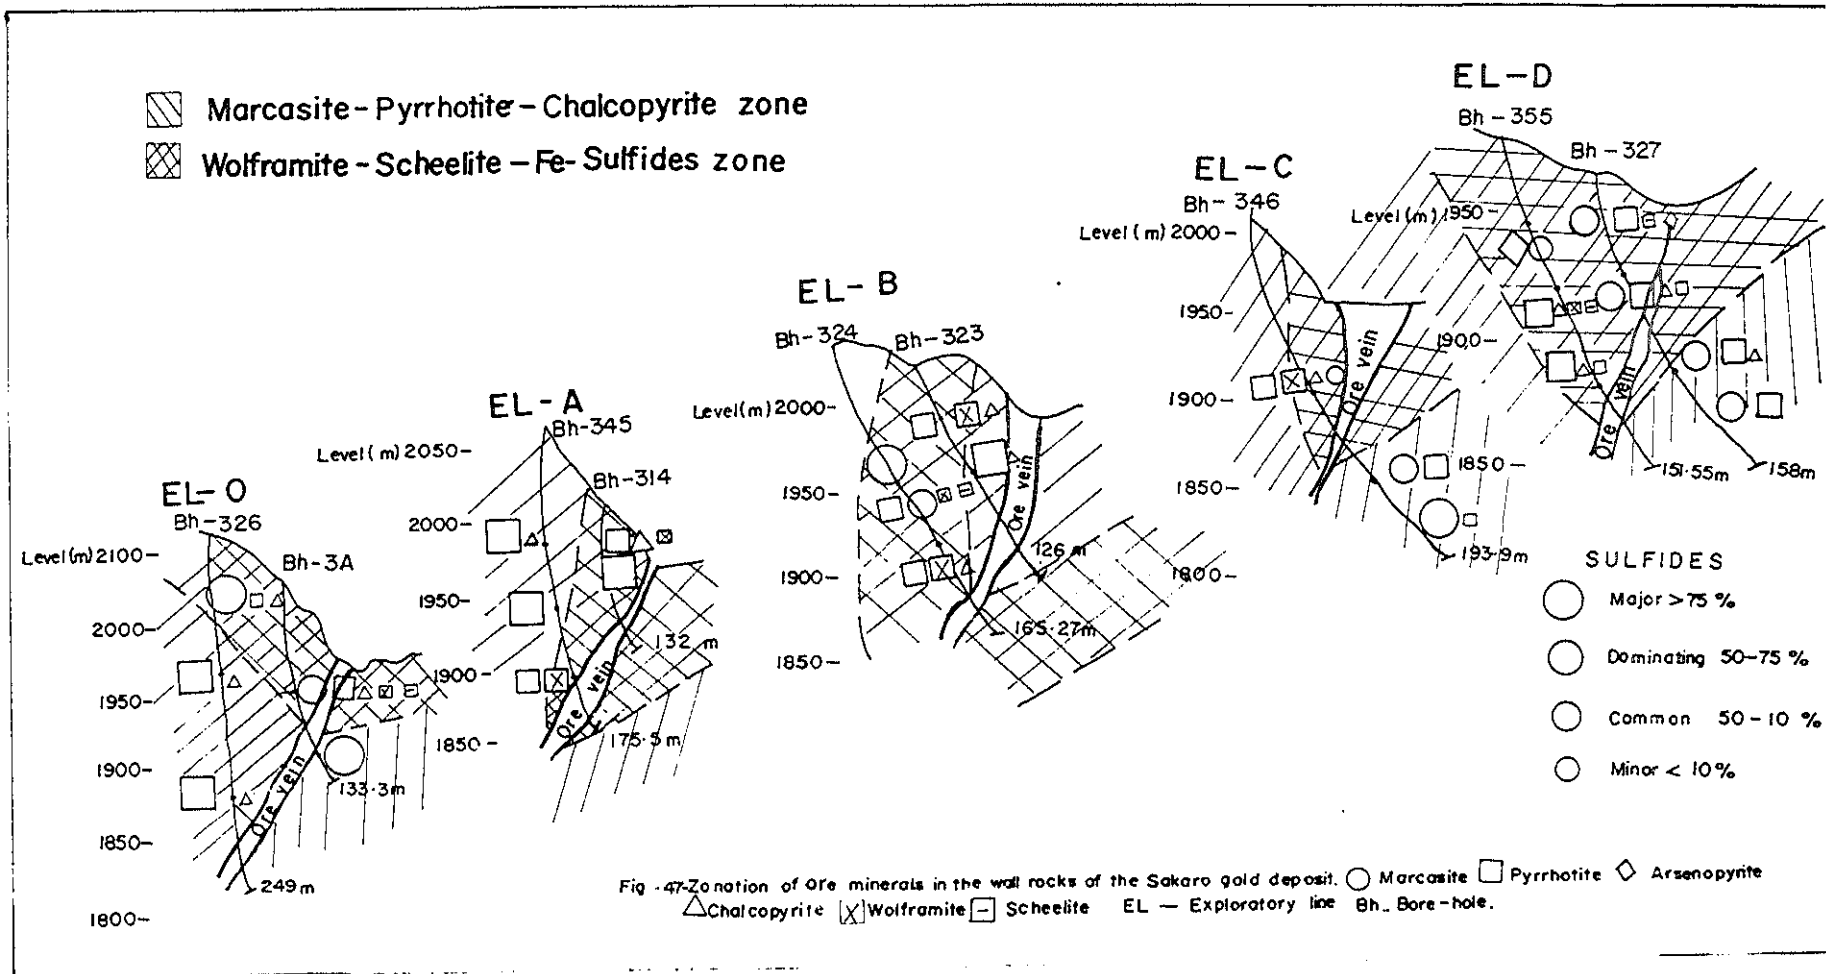 Marcasite - Pyrrhotite - Chalcopyrite zone
Wolframite - Scheelite - Fe- Sulfides zone
EL- O
Bh-326
Bh-3A
Level (m) 2100
2000
1950
1900
1850
1800
Ore vein
133.3m
249 m
EL- A
Bh-345
Bh-314
Level ( m) 2050
2000
1950
1900
1850
Ore vein
132 m
175.5 m
EL- B
Bh-324
Bh-323
Level(m) 2000
1950
1900
1850
Ore vein
126 m
165.27m
EL-C
Bh- 346
Level (m) 2000
1950
1900
1850
Ore vein
193.9m
EL-D
Bh - 355
Bh - 327
Level(m) 1950
1900
1850
1800
Ore vein
151.55m
158m
SULFIDES
Major > 75 %
Dominating 50-75 %
Common 50-10 %
Minor < 10%
Fig .47-Zonation of Ore minerals in the wall rocks of the Sakaro gold deposit. Marcasite Pyrrhotite Arsenopyrite
Chalcopyrite Wolframite Scheelite EL — Exploratory line Bh_ Bore-hole.